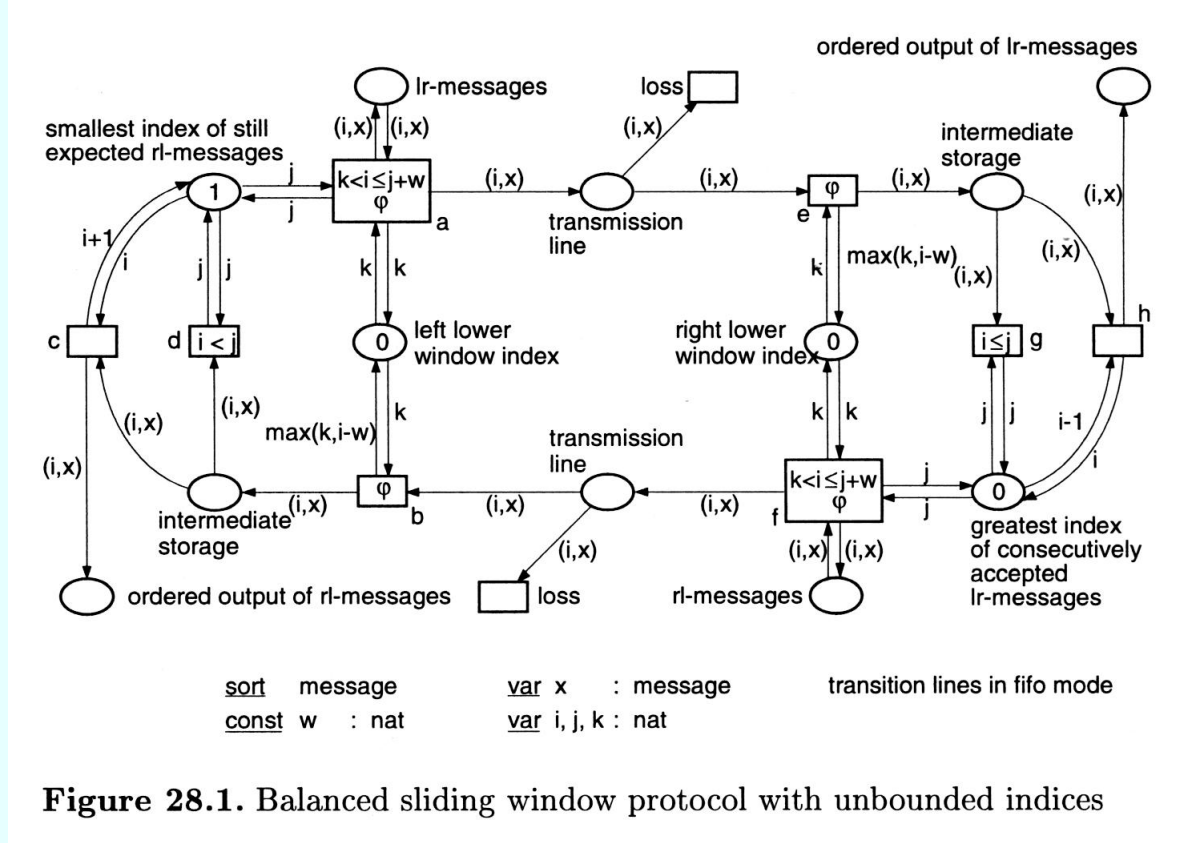 ordered output of lr-messages
lr-messages
loss
smallest index of still
expected rl-messages
(i,x)
(i,x)
(i,x)
intermediate
storage
j
j
1
k<i≤j+w
φ
a
(i,x)
transmission
line
(i,x)
φ
e
(i,x)
(i,x)
i+1
i
j
j
k
k
k
max(k,i-w)
(i,x)
(i,x)
c
d
i<j
0
left lower
window index
right lower
window index
0
i≤j
g
h
(i,x)
(i,x)
(i,x)
max(k,i-w)
k
transmission
line
k
k
j
j
i-1
i
intermediate
storage
(i,x)
φ
b
(i,x)
(i,x)
k<i≤j+w
φ
f
j
j
0
(i,x)
(i,x)
(i,x)
greatest index
of consecutively
accepted
lr-messages
ordered output of rl-messages
loss
rl-messages
sort message
var x : message
transition lines in fifo mode
const w : nat
var i, j, k : nat
Figure 28.1. Balanced sliding window protocol with unbounded indices